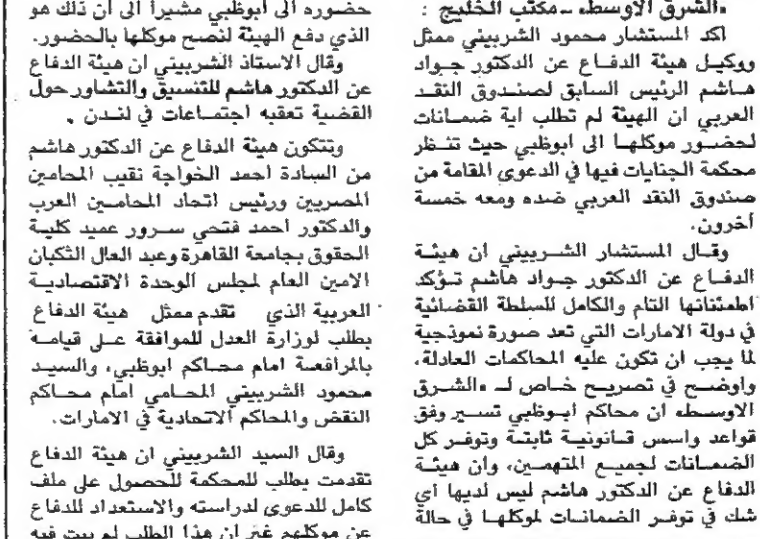 «الشرق الاوسط» ـ مكتب الخليج :
اكد المستشار محمود الشربيني ممثل
ووكيل هيئة الدفاع عن الدكتور جواد
هاشم الرئيس السابق لصندوق النقد
العربي ان الهيئة لم تطلب اية ضمانات
لحضور موكلها الى ابوظبي حيث تنظر
محكمة الجنايات فيها في الدعوى المقامة من
صندوق النقد العربي ضده ومعه خمسة
آخرون.
وقال المستشار الشربيني ان هيئة
الدفاع عن الدكتور جواد هاشم تؤكد
اطمئنانها التام والكامل للسلطة القضائية
في دولة الامارات التي تعد صورة نموذجية
لما يجب ان تكون عليه المحاكمات العادلة،
واوضح في تصريح خاص لـ «الشرق
الاوسط» ان محاكم ابوظبي تسير وفق
قواعد واسس قانونية ثابتة وتوفر كل
الضمانات لجميع المتهمين، وان هيئة
الدفاع عن الدكتور هاشم ليس لديها أي
شك في توفر الضمانات لموكلها في حالة
حضوره الى ابوظبي مشيرا الى ان ذلك هو
الذي دفع الهيئة لنصح موكلها بالحضور.
وقال الاستاذ الشربيني ان هيئة الدفاع
عن الدكتور هاشم للتنسيق والتشاور حول
القضية تعقبه اجتماعات في لندن .
وتتكون هيئة الدفاع عن الدكتور هاشم
من السادة احمد الخواجة نقيب المحامين
المصريين ورئيس اتحاد المحامين العرب
والدكتور احمد فتحي سرور عميد كلية
الحقوق بجامعة القاهرة وعبد العال الثكبان
الامين العام لمجلس الوحدة الاقتصادية
العربية الذي تقدم ممثل هيئة الدفاع
بطلب لوزارة العدل للموافقة على قيامه
بالمرافعة امام محاكم ابوظبي، والسيد
محمود الشربيني المحامي امام محاكم
النقض والمحاكم الاتحادية في الامارات.
وقال السيد الشربيني ان هيئة الدفاع
تقدمت بطلب للمحكمة للحصول على ملف
كامل للدعوى لدراسته والاستعداد للدفاع
عن موكلهم غير ان هذا الطلب لم يبت فيه